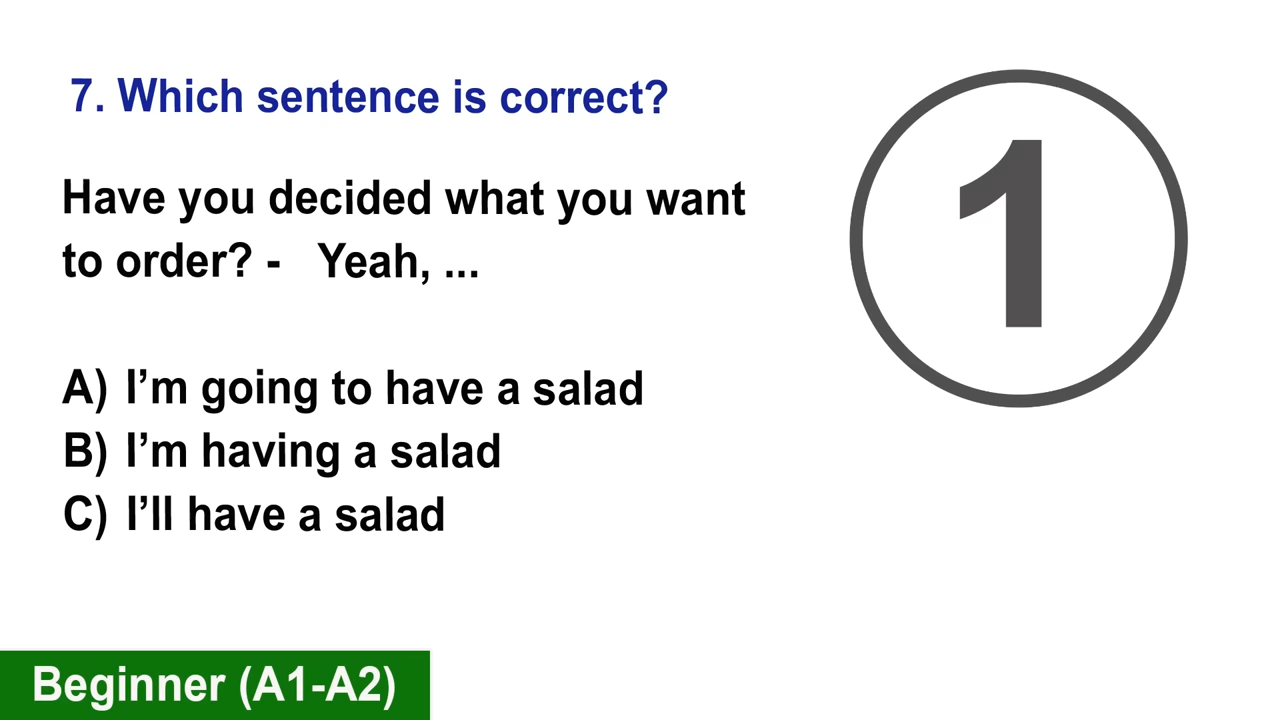 7. Which sentence is correct?
Have you decided what you want
to order? - Yeah, ...
A) I'm going to have a salad
B) I'm having a salad
C) I'll have a salad
1
Beginner (A1-A2)